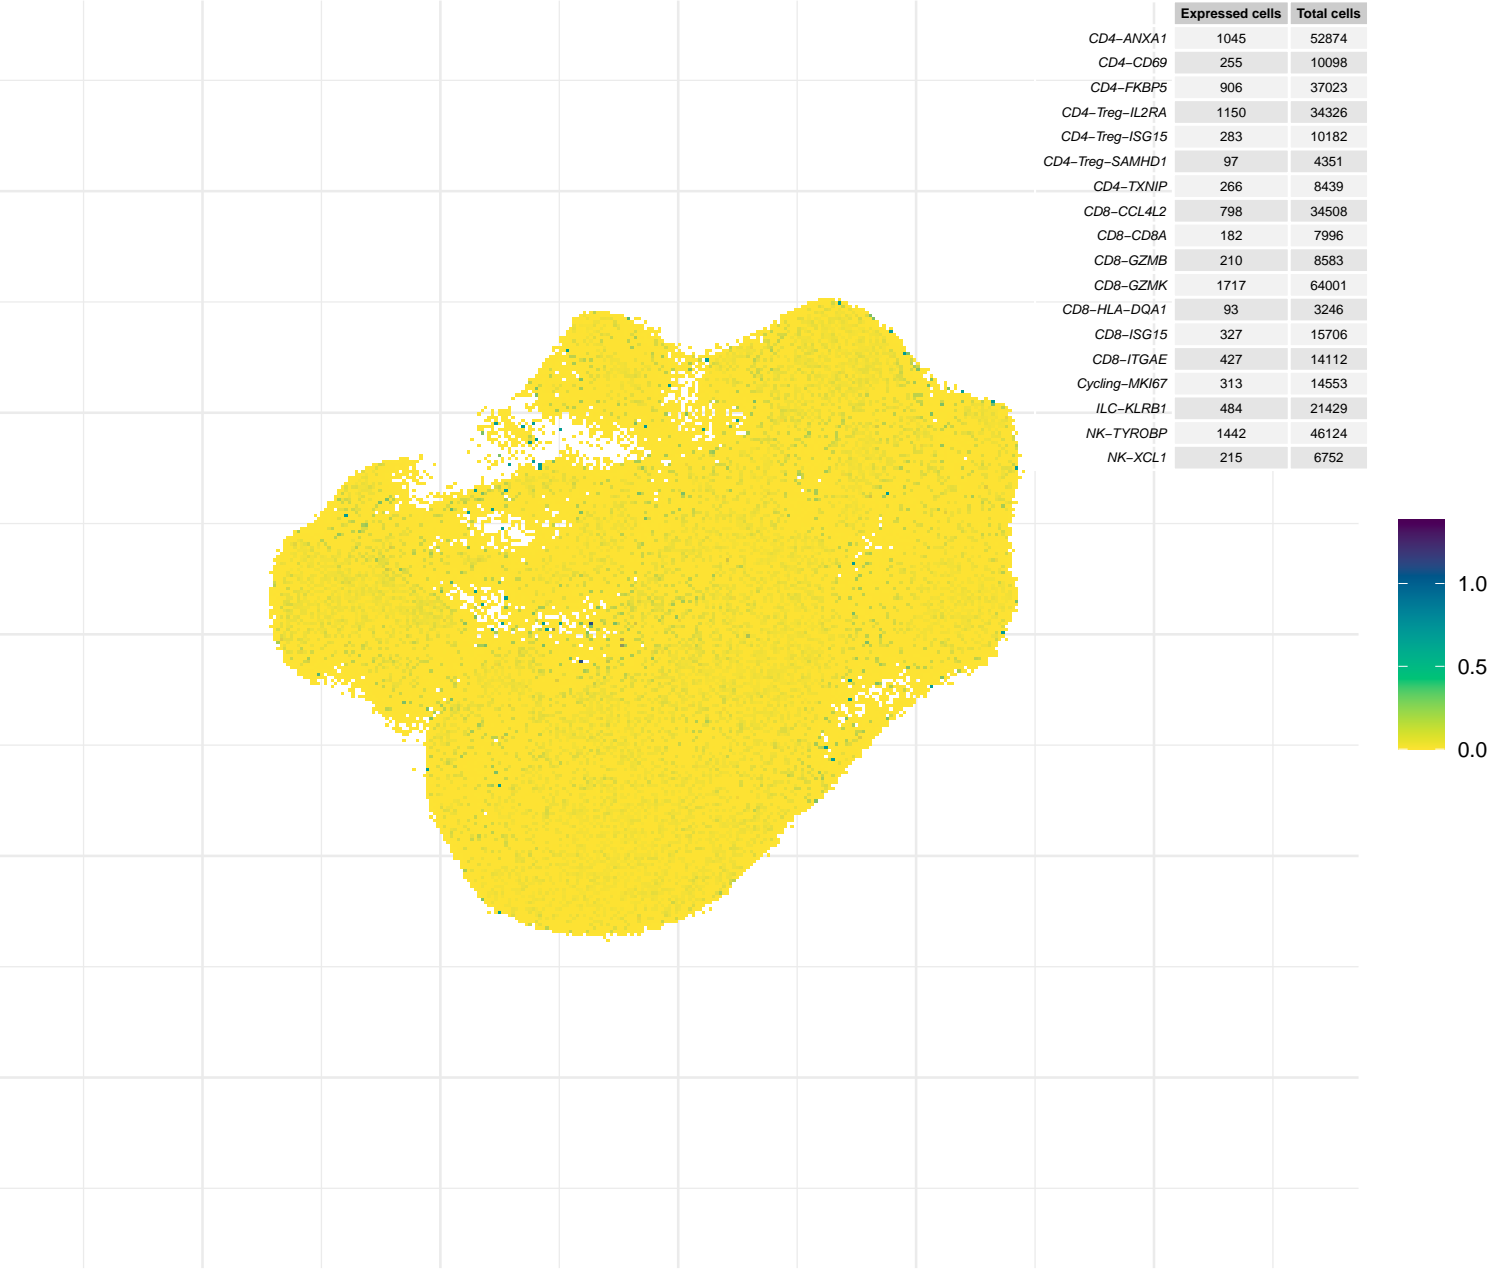 Expressed cells Total cells
CD4−ANXA1 1045 52874
CD4−CD69 255 10098
CD4−FKBP5 906 37023
CD4−Treg−IL2RA 1150 34326
CD4−Treg−ISG15 283 10182
CD4−Treg−SAMHD1 97 4351
CD4−TXNIP 266 8439
CD8−CCL4L2 798 34508
CD8−CD8A 182 7996
CD8−GZMB 210 8583
CD8−GZMK 1717 64001
CD8−HLA−DQA1 93 3246
CD8−ISG15 327 15706
CD8−ITGAE 427 14112
Cycling−MKI67 313 14553
ILC−KLRB1 484 21429
NK−TYROBP 1442 46124
NK−XCL1 215 6752
1.0
0.5
0.0